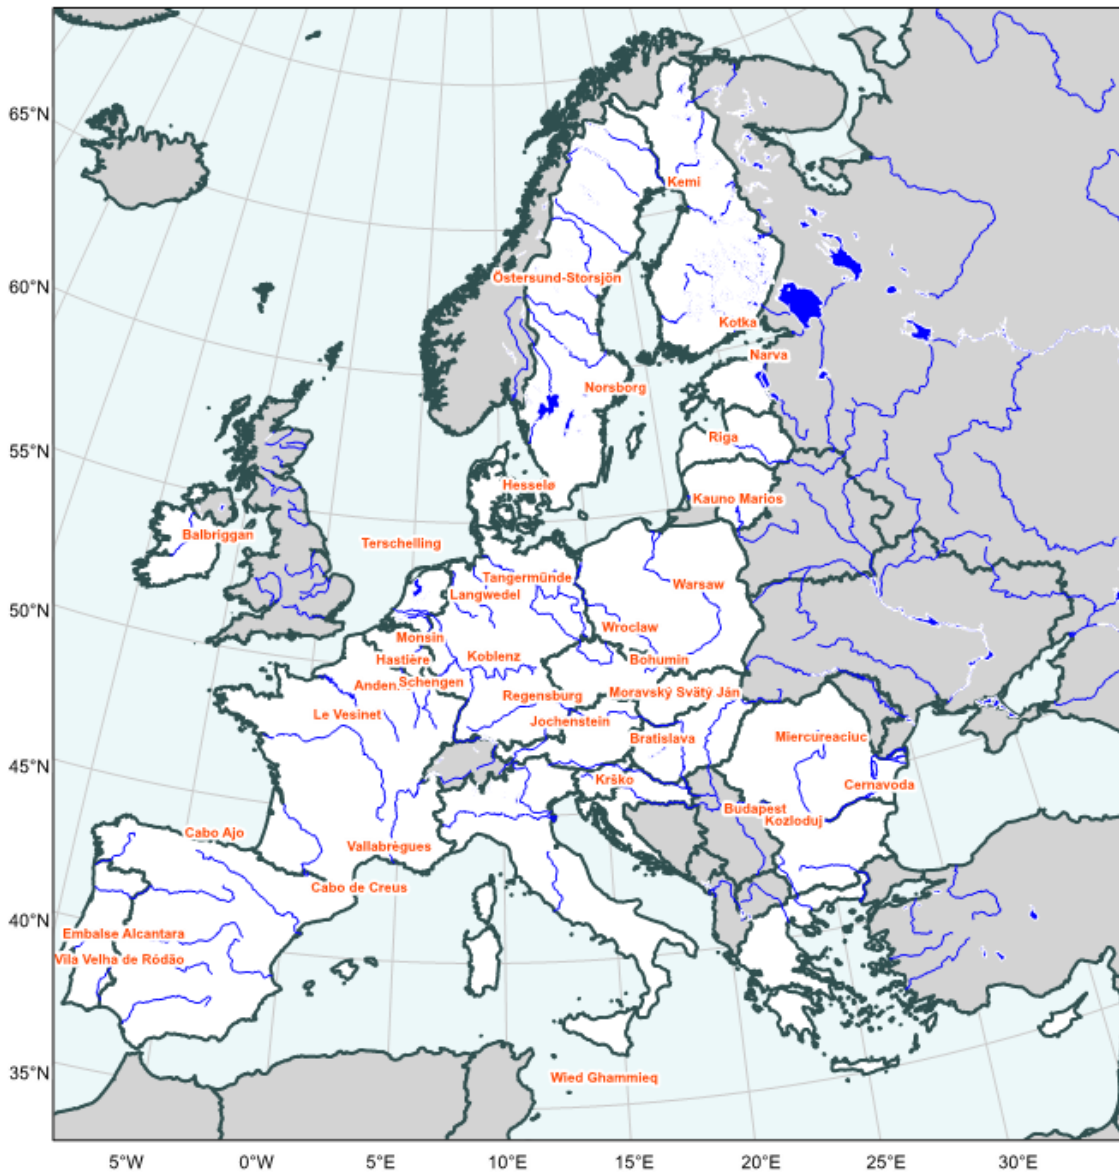 65°N
Kemi
Östersund-Storsjön
60°N
Kotka
Narva
Norsborg
Riga
55°N
Hesselø
Kauno Marios
Balbriggan
Terschelling
Tangermünde
Warsaw
Langwedel
50°N
Wroclaw
Monsin
Koblenz
Hastière
Bohumin
Schengen
Anden
Regensburg
Moravský Svätý Ján
Le Vesinet
Jochenstein
Bratislava
Miercureaciuc
45°N
Krško
Cernavoda
Budapest
Kozloduj
Cabo Ajo
Vallabrègues
Cabo de Creus
40°N
Embalse Alcantara
Vila Velha de Ródão
35°N
Wied Ghammieq
5°W
0°W
5°E
10°E
15°E
20°E
25°E
30°E